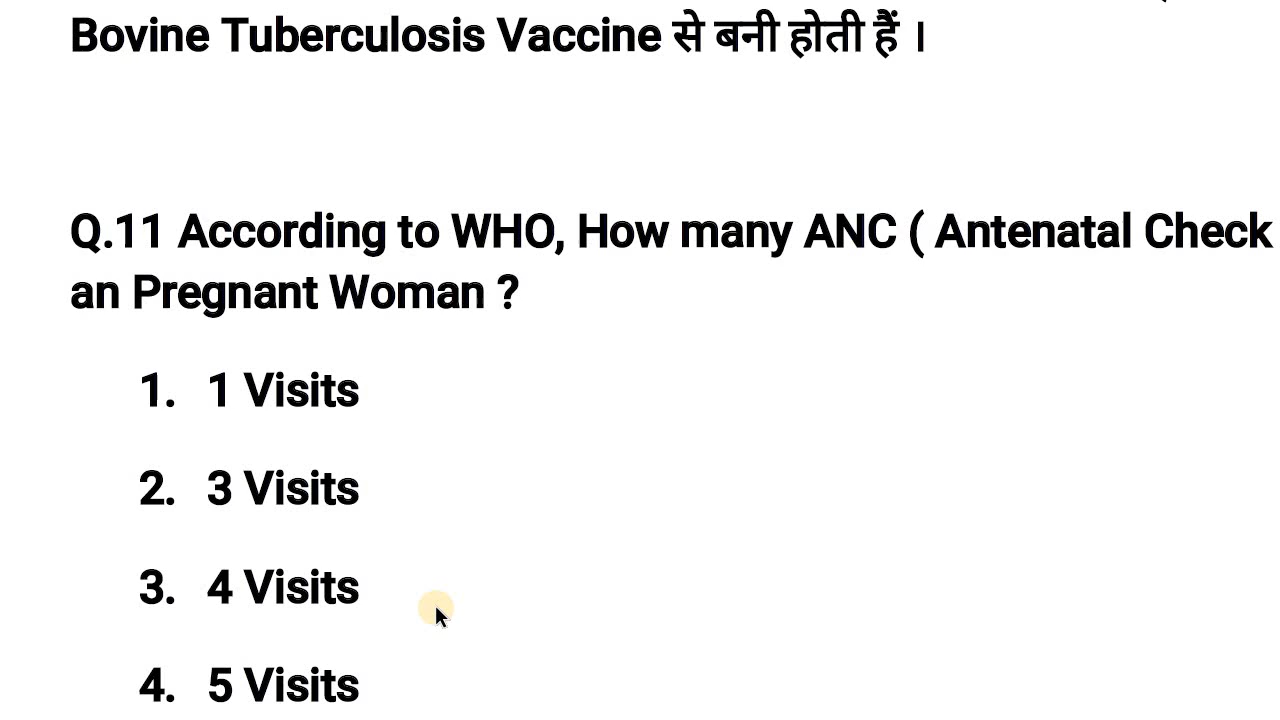 Bovine Tuberculosis Vaccine से बनी होती हैं ।
Q.11 According to WHO, How many ANC ( Antenatal Check
an Pregnant Woman ?
1. 1 Visits
2. 3 Visits
3. 4 Visits
4. 5 Visits